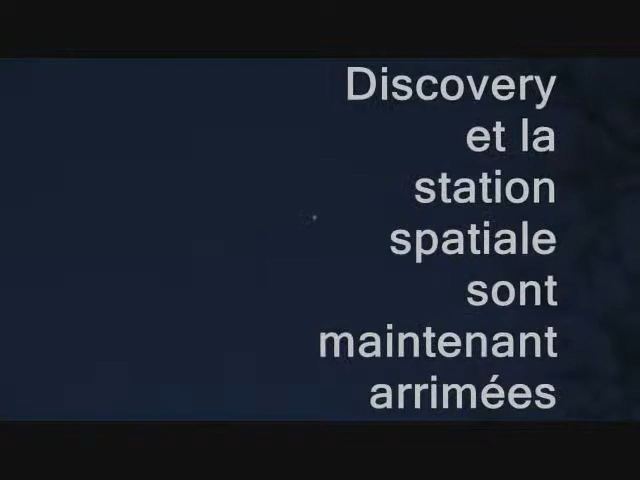 Discovery
et la
station
spatiale
sont
maintenant
arrimées